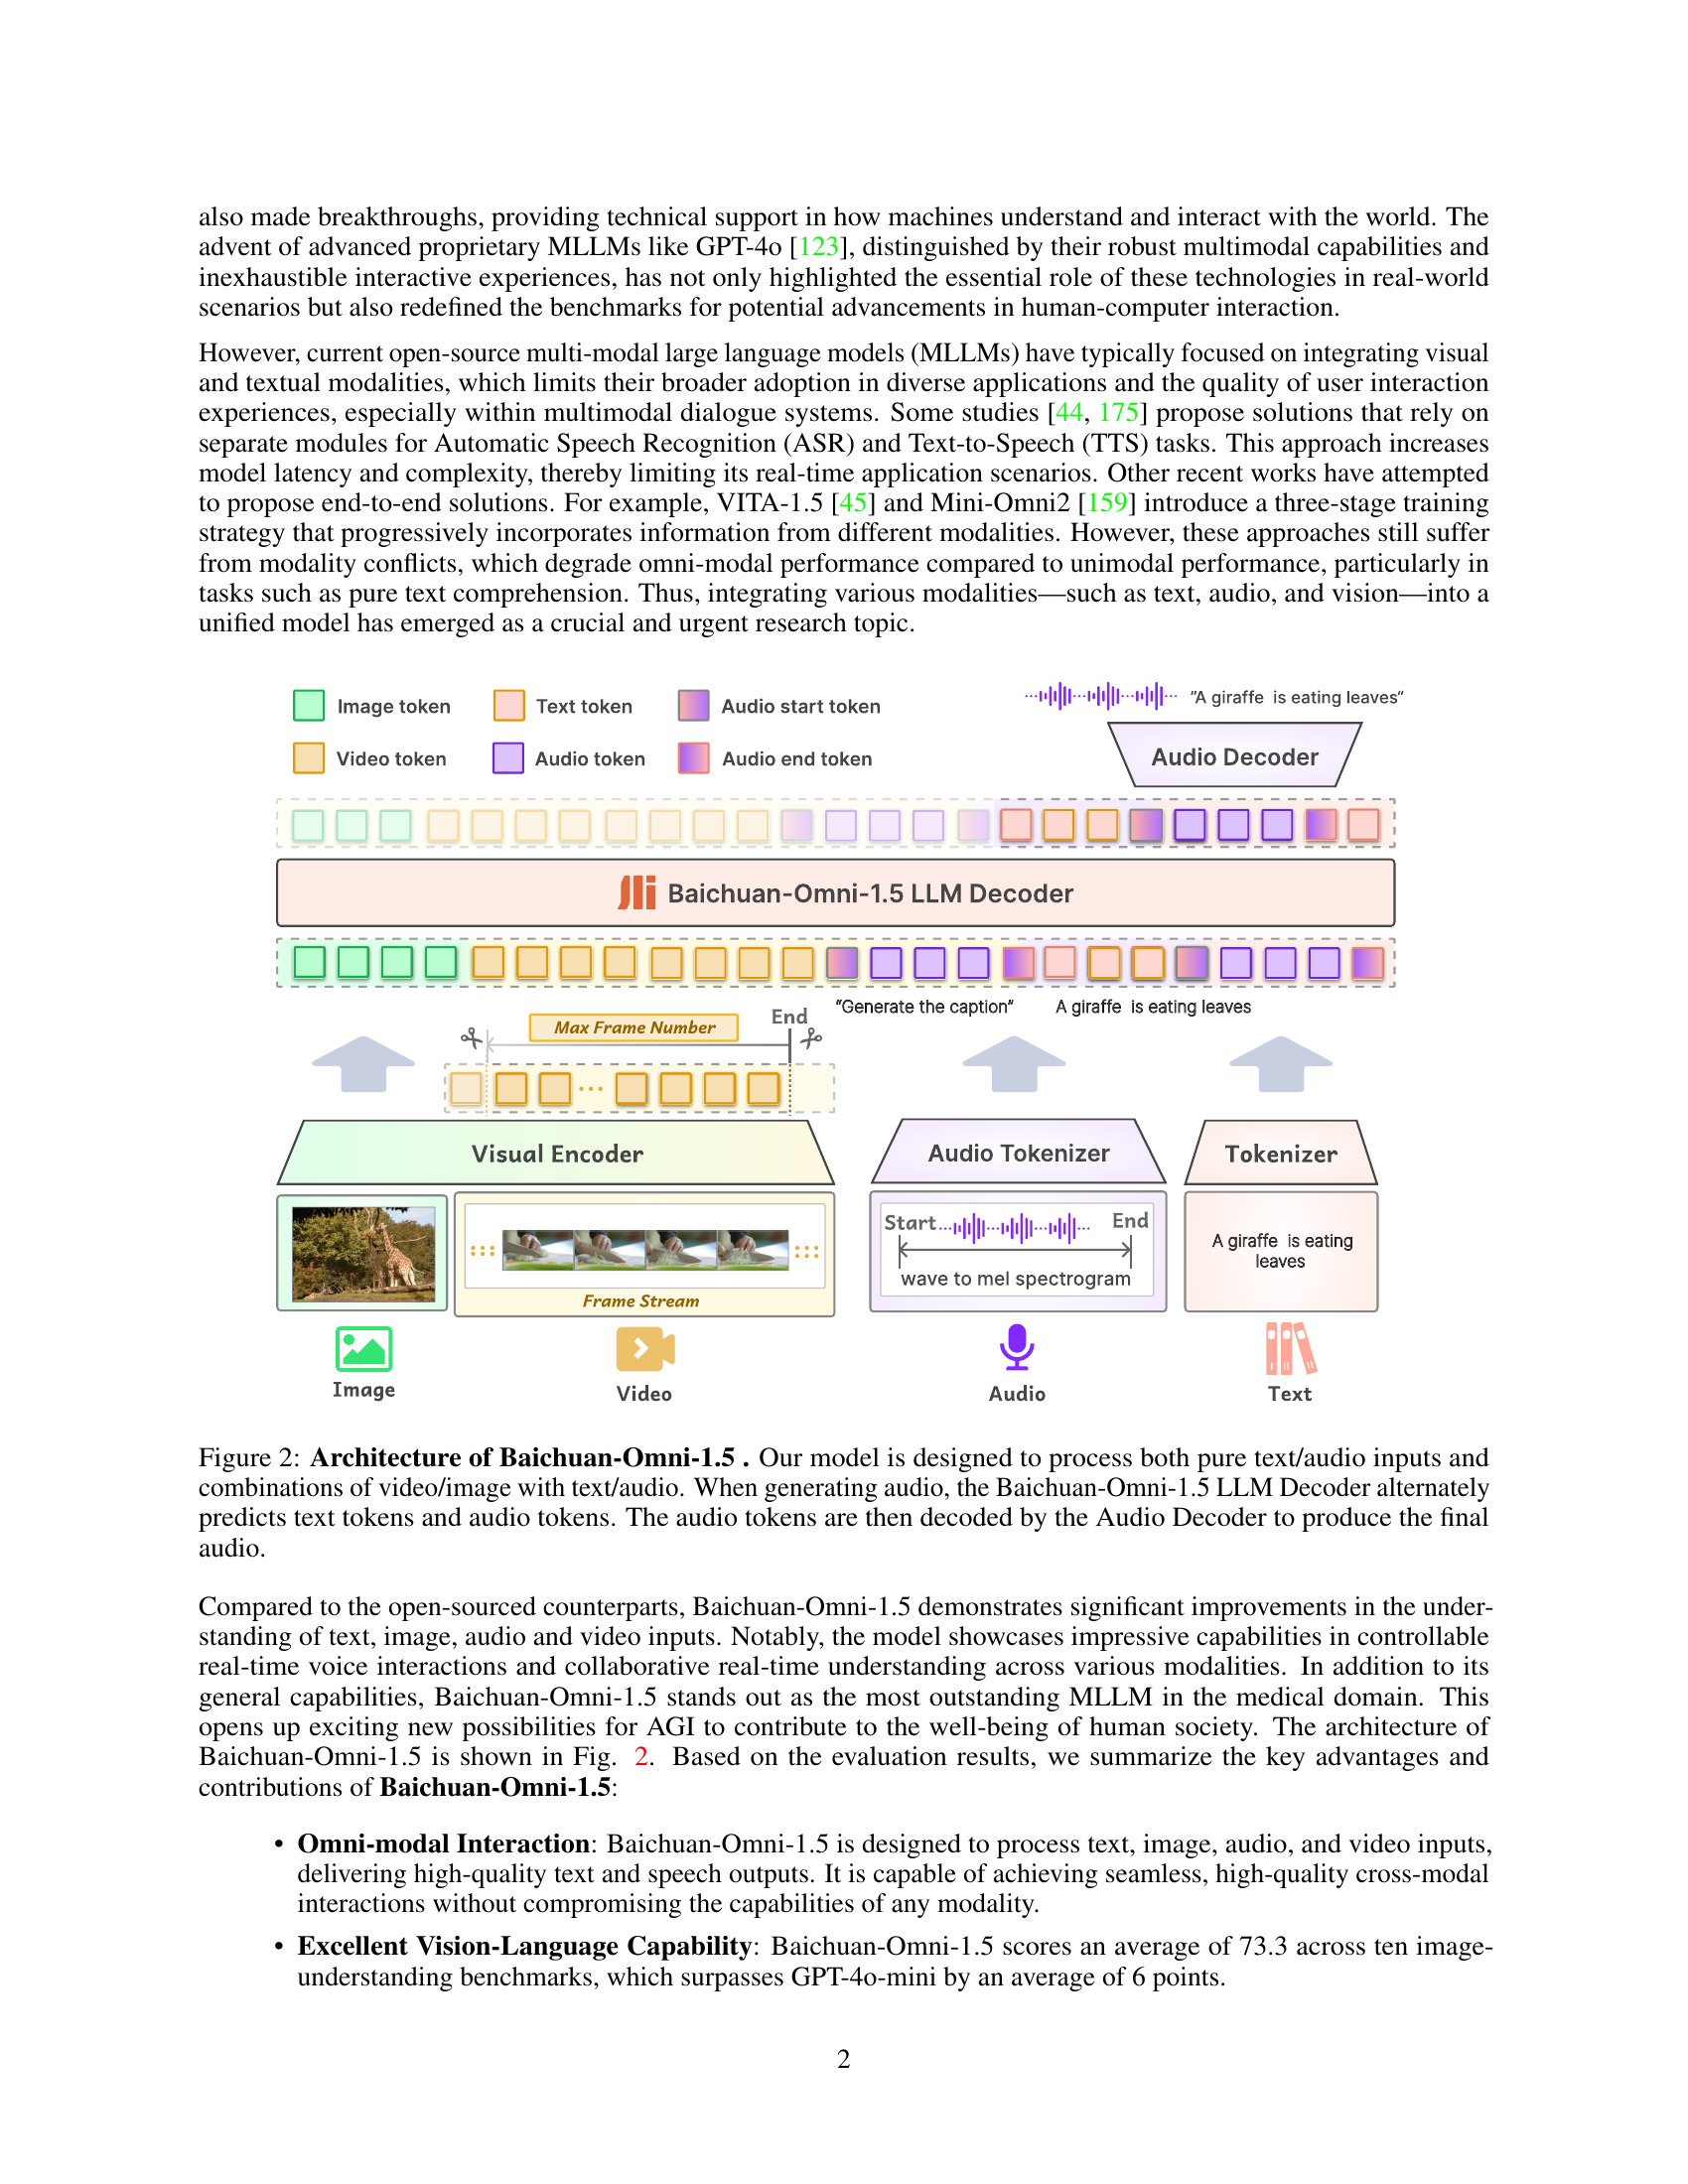 also made breakthroughs, providing technical support in how machines understand and interact with the world. The
advent of advanced proprietary MLLMs like GPT-4o [123], distinguished by their robust multimodal capabilities and
inexhaustible interactive experiences, has not only highlighted the essential role of these technologies in real-world
scenarios but also redefined the benchmarks for potential advancements in human-computer interaction.
However, current open-source multi-modal large language models (MLLMs) have typically focused on integrating visual
and textual modalities, which limits their broader adoption in diverse applications and the quality of user interaction
experiences, especially within multimodal dialogue systems. Some studies [44, 175] propose solutions that rely on
separate modules for Automatic Speech Recognition (ASR) and Text-to-Speech (TTS) tasks. This approach increases
model latency and complexity, thereby limiting its real-time application scenarios. Other recent works have attempted
to propose end-to-end solutions. For example, VITA-1.5 [45] and Mini-Omni2 [159] introduce a three-stage training
strategy that progressively incorporates information from different modalities. However, these approaches still suffer
from modality conflicts, which degrade omni-modal performance compared to unimodal performance, particularly in
tasks such as pure text comprehension. Thus, integrating various modalities—such as text, audio, and vision—into a
unified model has emerged as a crucial and urgent research topic.
Image token
Text token
Audio start token
"A giraffe is eating leaves"
Video token
Audio token
Audio end token
Audio Decoder
Baichuan-Omni-1.5 LLM Decoder
"Generate the caption"
A giraffe is eating leaves
Max Frame Number
End
Visual Encoder
Audio Tokenizer
Tokenizer
Start
End
wave to mel spectrogram
A giraffe is eating
leaves
Frame Stream
Image
Video
Audio
Text
Figure 2: Architecture of Baichuan-Omni-1.5 . Our model is designed to process both pure text/audio inputs and
combinations of video/image with text/audio. When generating audio, the Baichuan-Omni-1.5 LLM Decoder alternately
predicts text tokens and audio tokens. The audio tokens are then decoded by the Audio Decoder to produce the final
audio.
Compared to the open-sourced counterparts, Baichuan-Omni-1.5 demonstrates significant improvements in the under-
standing of text, image, audio and video inputs. Notably, the model showcases impressive capabilities in controllable
real-time voice interactions and collaborative real-time understanding across various modalities. In addition to its
general capabilities, Baichuan-Omni-1.5 stands out as the most outstanding MLLM in the medical domain. This
opens up exciting new possibilities for AGI to contribute to the well-being of human society. The architecture of
Baichuan-Omni-1.5 is shown in Fig. 2. Based on the evaluation results, we summarize the key advantages and
contributions of Baichuan-Omni-1.5:
• Omni-modal Interaction: Baichuan-Omni-1.5 is designed to process text, image, audio, and video inputs,
delivering high-quality text and speech outputs. It is capable of achieving seamless, high-quality cross-modal
interactions without compromising the capabilities of any modality.
• Excellent Vision-Language Capability: Baichuan-Omni-1.5 scores an average of 73.3 across ten image-
understanding benchmarks, which surpasses GPT-4o-mini by an average of 6 points.
2